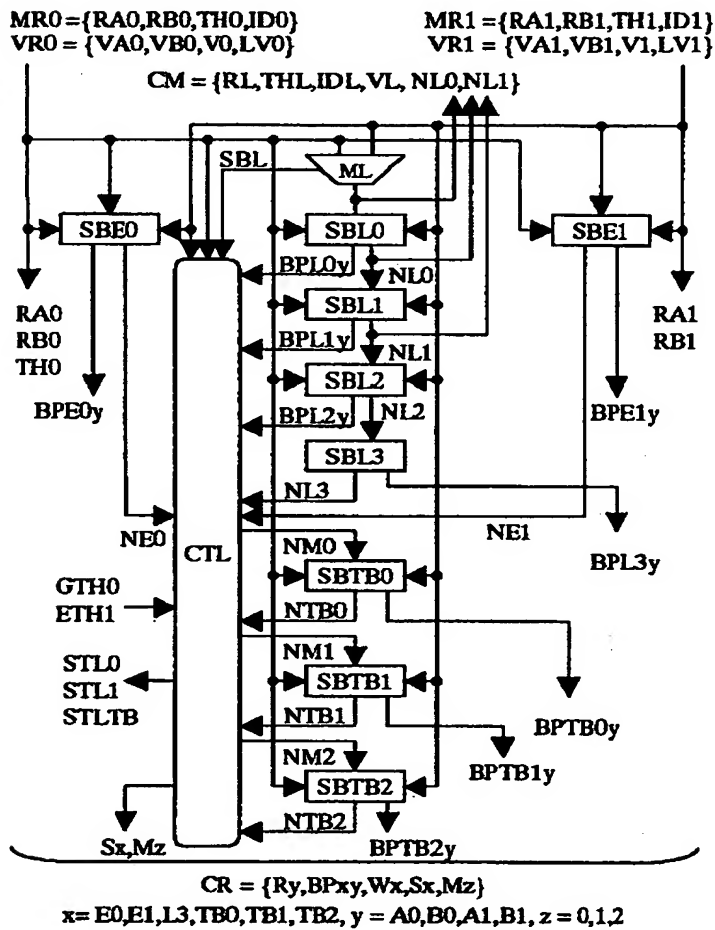 MR0 ={RA0,RB0,TH0,ID0}
VR0 = {VA0,VB0,V0,LV0}
MR1 = {RA1,RB1,TH1,ID1}
VR1 = {VA1,VB1,V1,LV1}
CM = {RL,THL,IDL,VL, NL0,NL1}
SBL
ML
SBE0
SBL0
SBE1
BPL0y
NL0
RA0
RB0
TH0
SBL1
RA1
RB1
BPL1y
NL1
SBL2
BPE0y
BPL2y
NL2
BPE1y
SBL3
NL3
NE0
NE1
CTL
NM0
BPL3y
SBTB0
GTH0
ETH1
NTB0
NM1
STL0
STL1
STLTB
SBTB1
NTB1
BPTB0y
NM2
BPTB1y
SBTB2
NTB2
Sx,Mz
BPTB2y
CR = {Ry,BPxy,Wx,Sx,Mz}
x= E0,E1,L3,TB0,TB1,TB2, y = A0,B0,A1,B1, z = 0,1,2